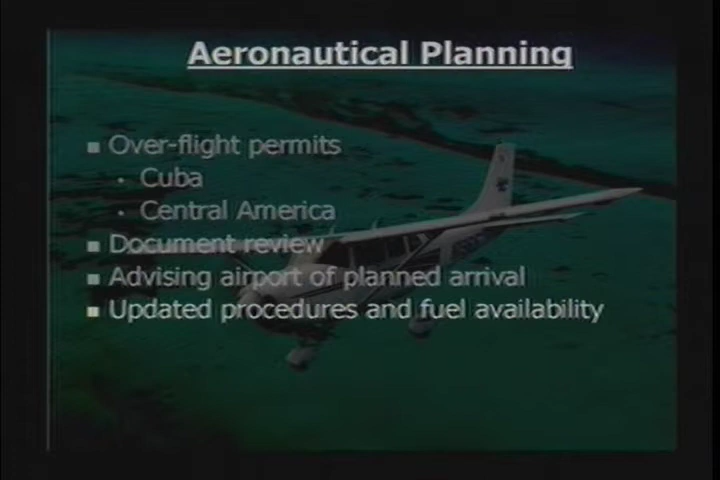 Aeronautical Planning
■ Over-flight permits
• Cuba
• Central America
■ Document review
■ Advising airport of planned arrival
■ Updated procedures and fuel availability